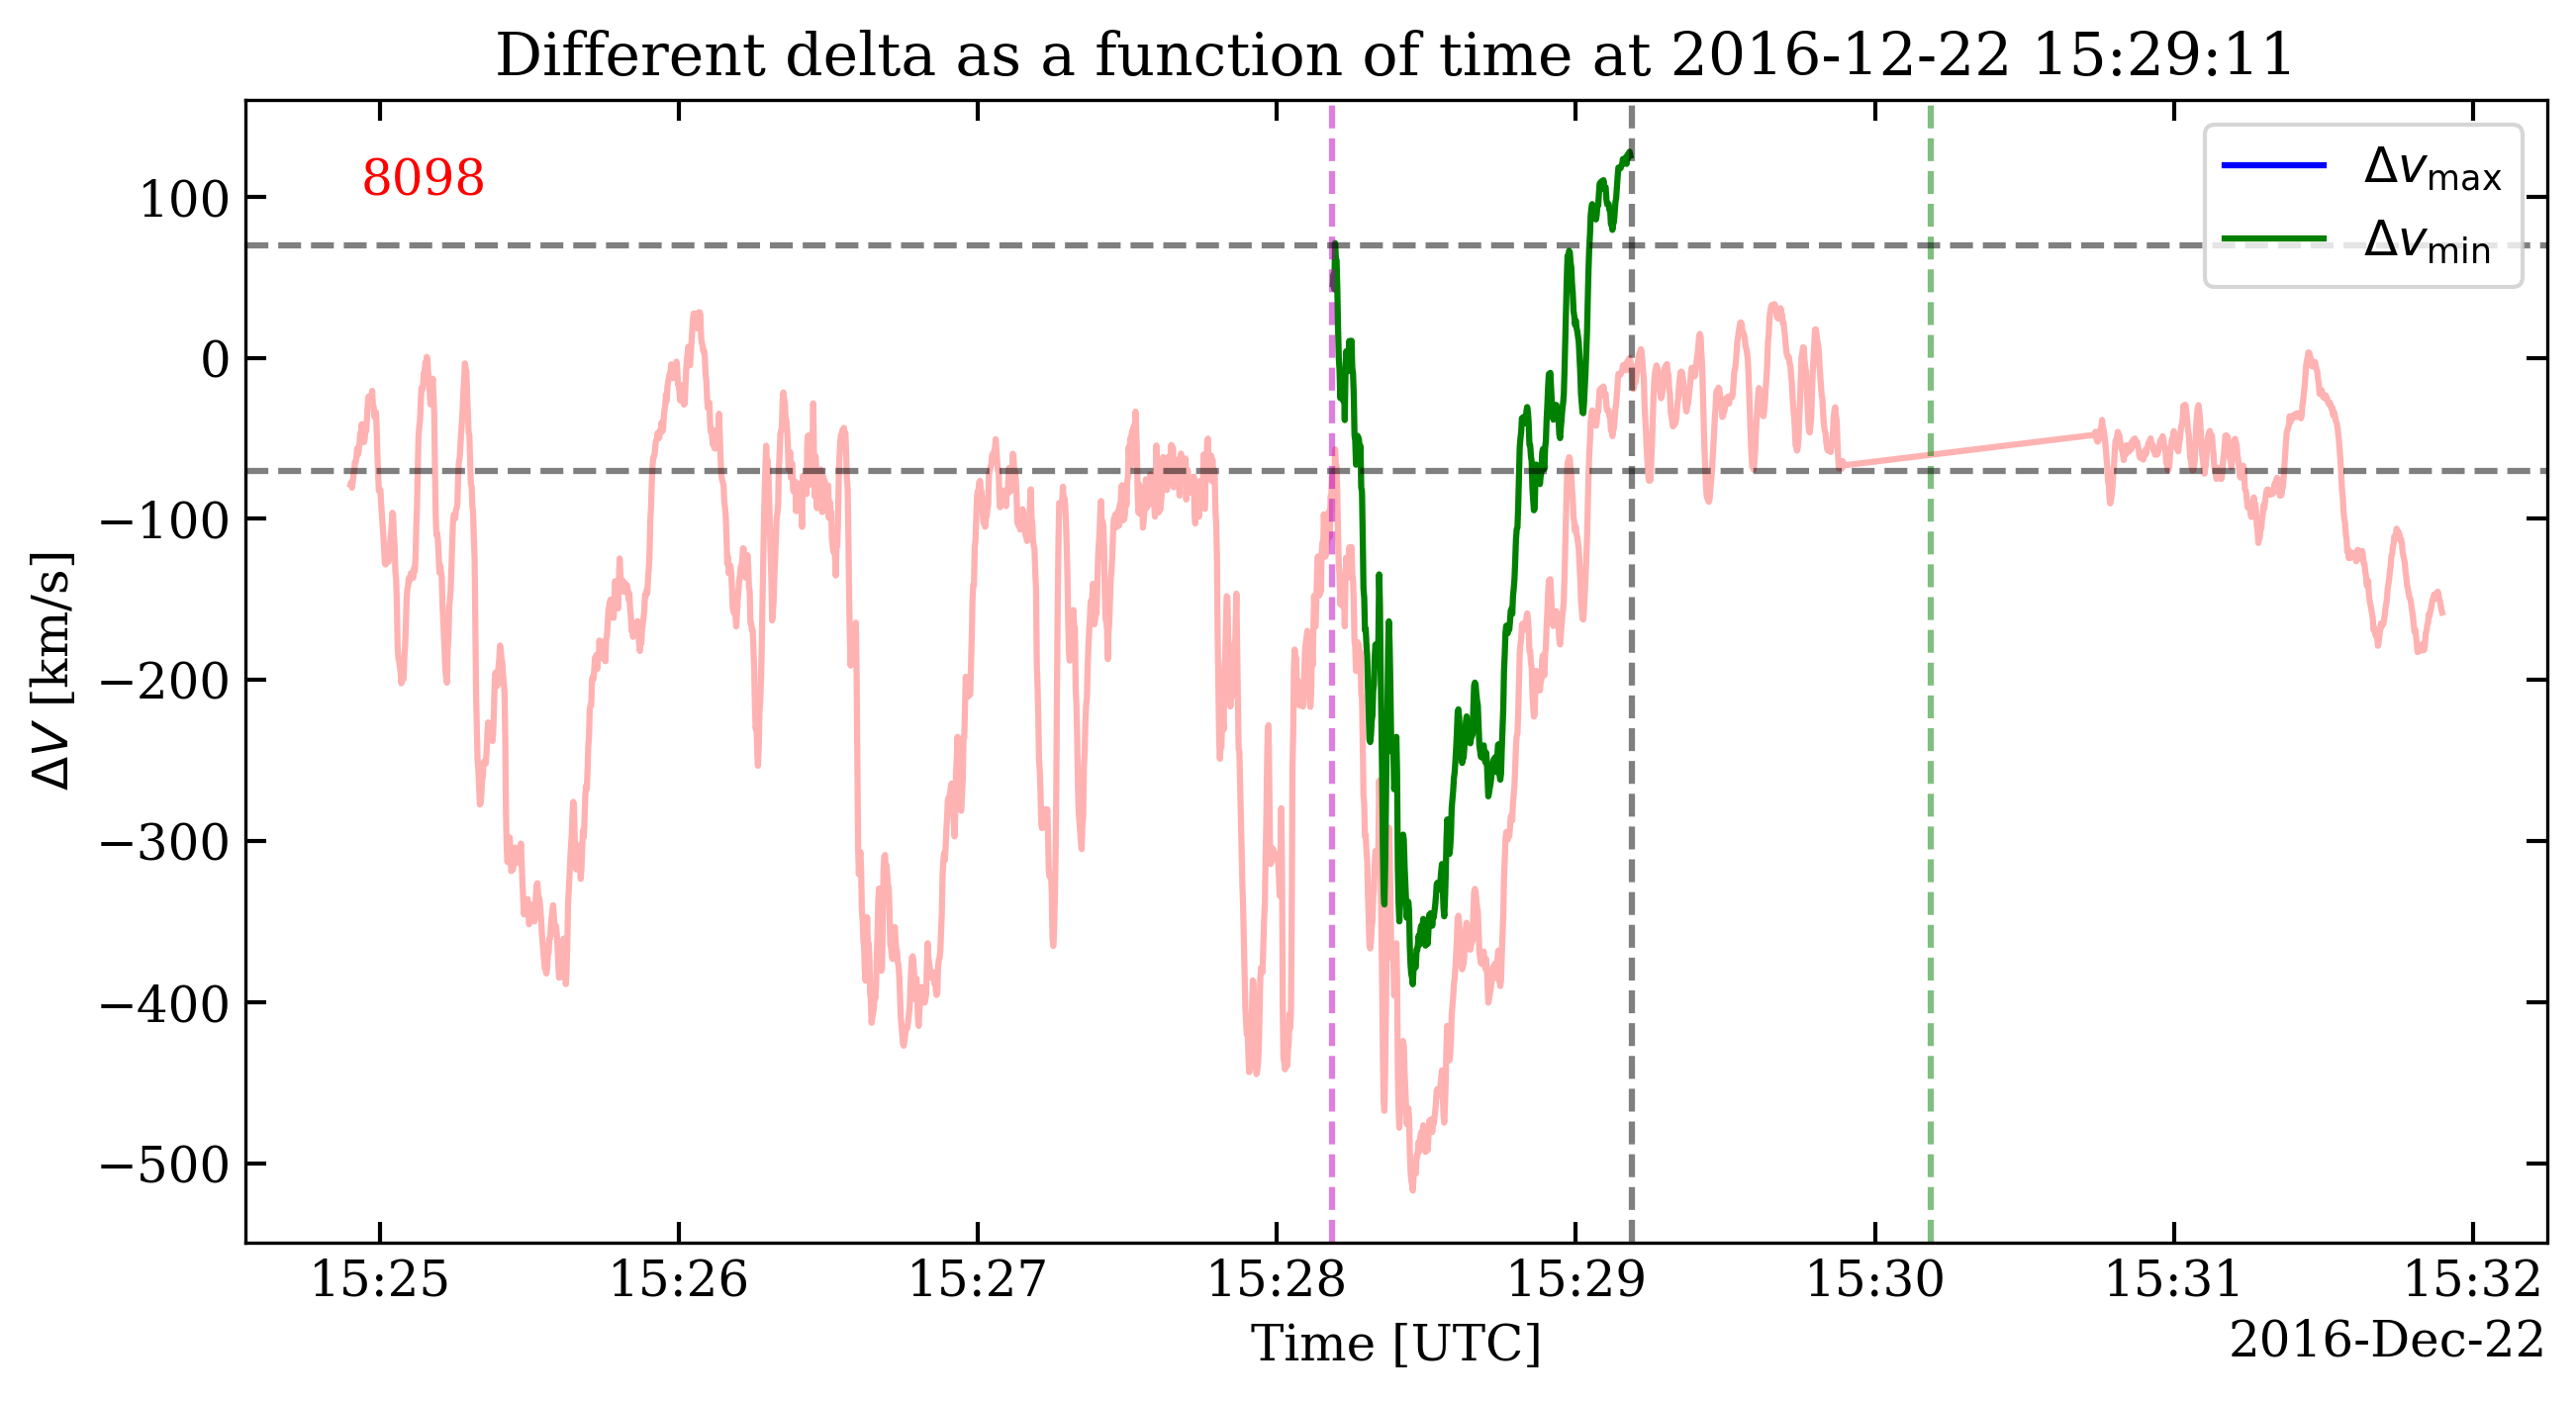 Different delta as a function of time at 2016-12-22 15:29:11
8098
Δv_max
Δv_min
100
0
−100
−200
−300
−400
−500
ΔV [km/s]
15:25 15:26 15:27 15:28 15:29 15:30 15:31 15:32
Time [UTC]
2016-Dec-22